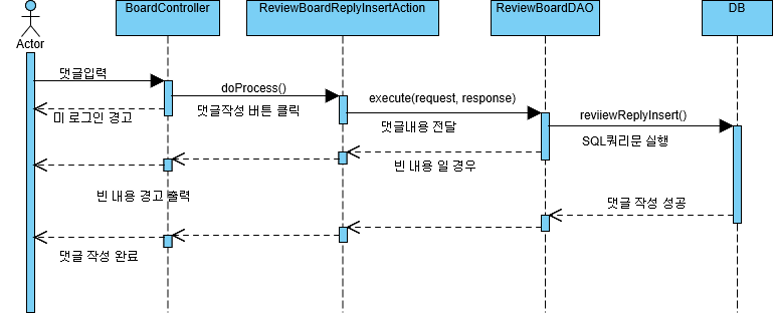 BoardController
ReviewBoardReplyInsertAction
ReviewBoardDAO
DB
Actor
댓글입력
doProcess()
execute(request, response)
reviiewReplyInsert()
미 로그인 경고
댓글작성 버튼 클릭
댓글내용 전달
SQL쿼리문 실행
빈 내용 일 경우
빈 내용 경고 출력
댓글 작성 성공
댓글 작성 완료